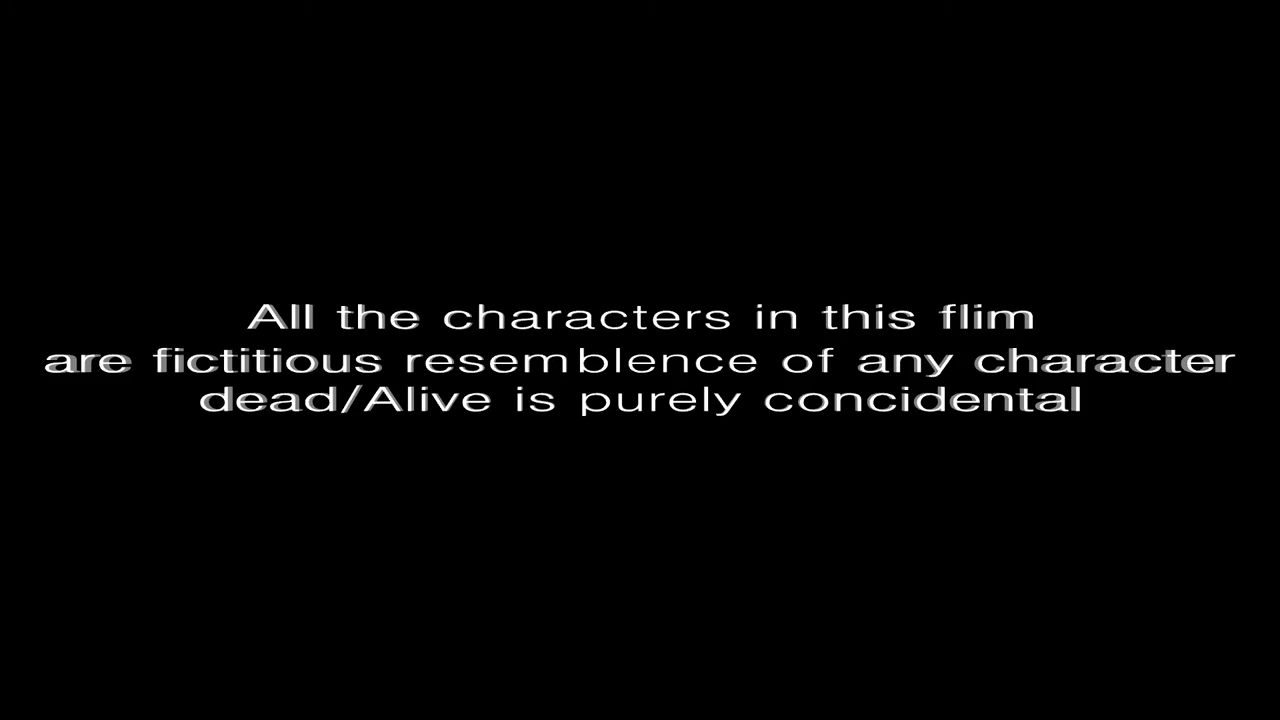 All the characters in this flim
are fictitious resemblence of any character
dead/Alive is purely concidental